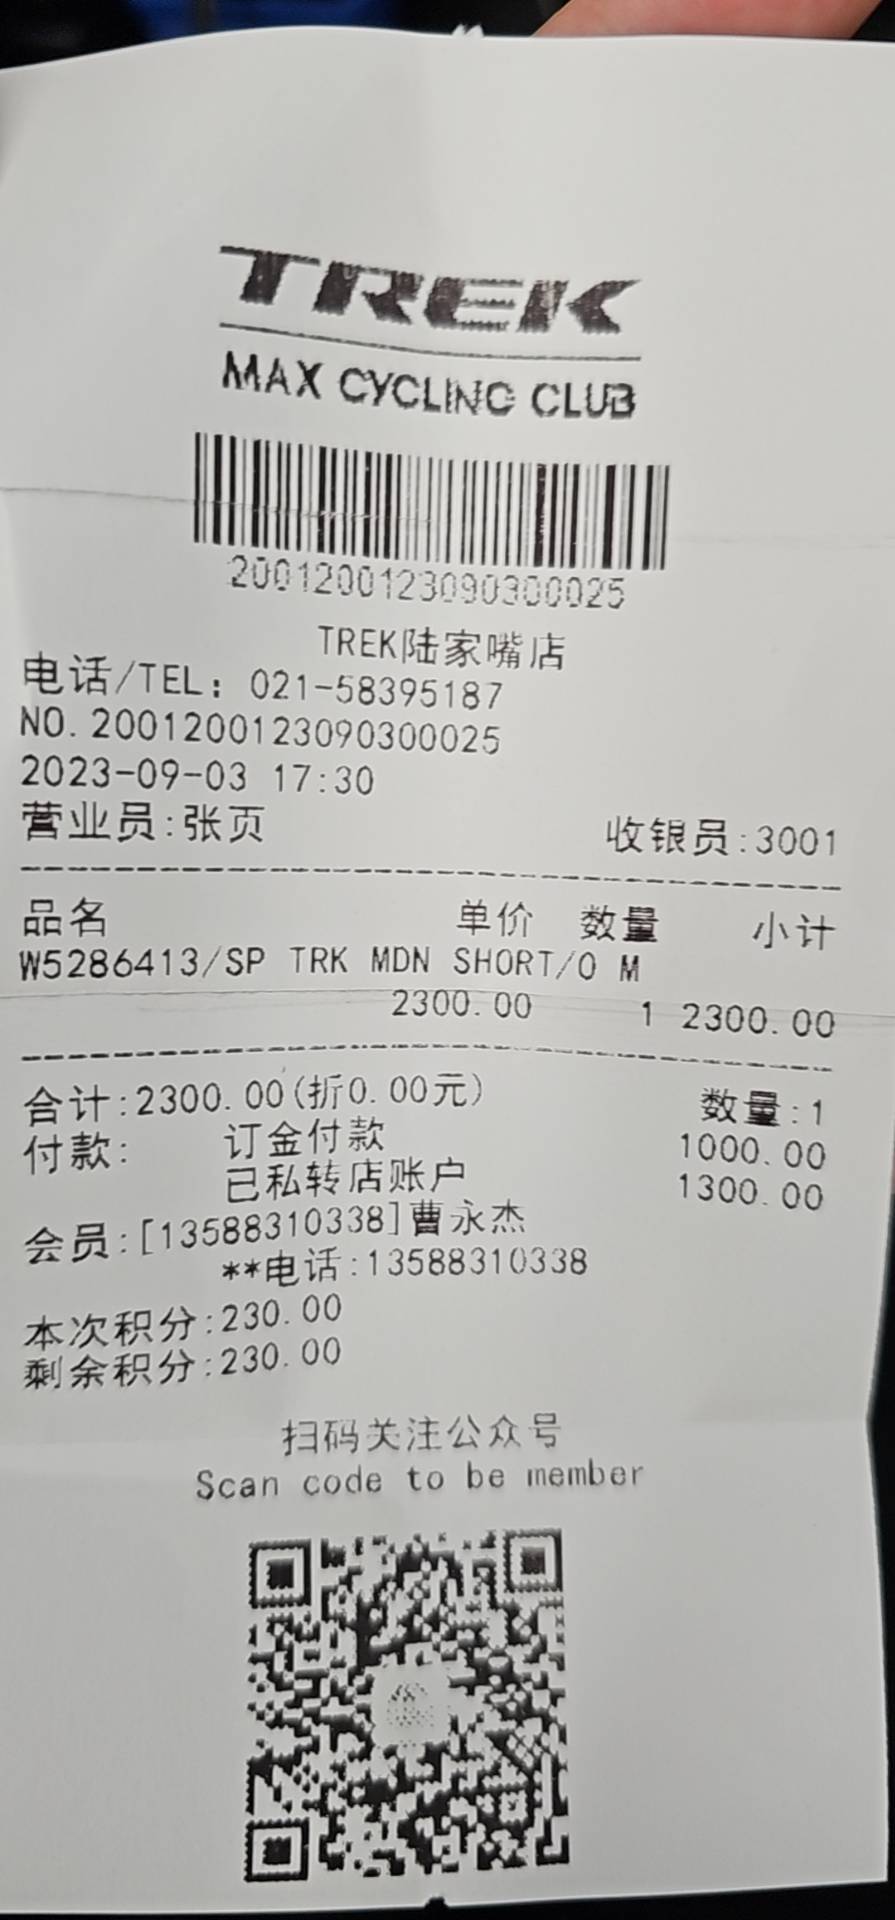 TREK
MAX CYCLING CLUB
2001200123090300025
TREK陆家嘴店
电话/TEL: 021-58395187
NO.2001200123090300025
2023-09-03 17:30
营业员:张页 收银员:3001
品名 单价 数量 小计
W5286413/SP TRK MDN SHORT/O M
2300.00 1 2300.00
合计:2300.00(折0.00元) 数量:1
付款: 订金付款 1000.00
已私转店账户 1300.00
会员:[13588310338]曹永杰
**电话:13588310338
本次积分:230.00
剩余积分:230.00
扫码关注公众号
Scan code to be member